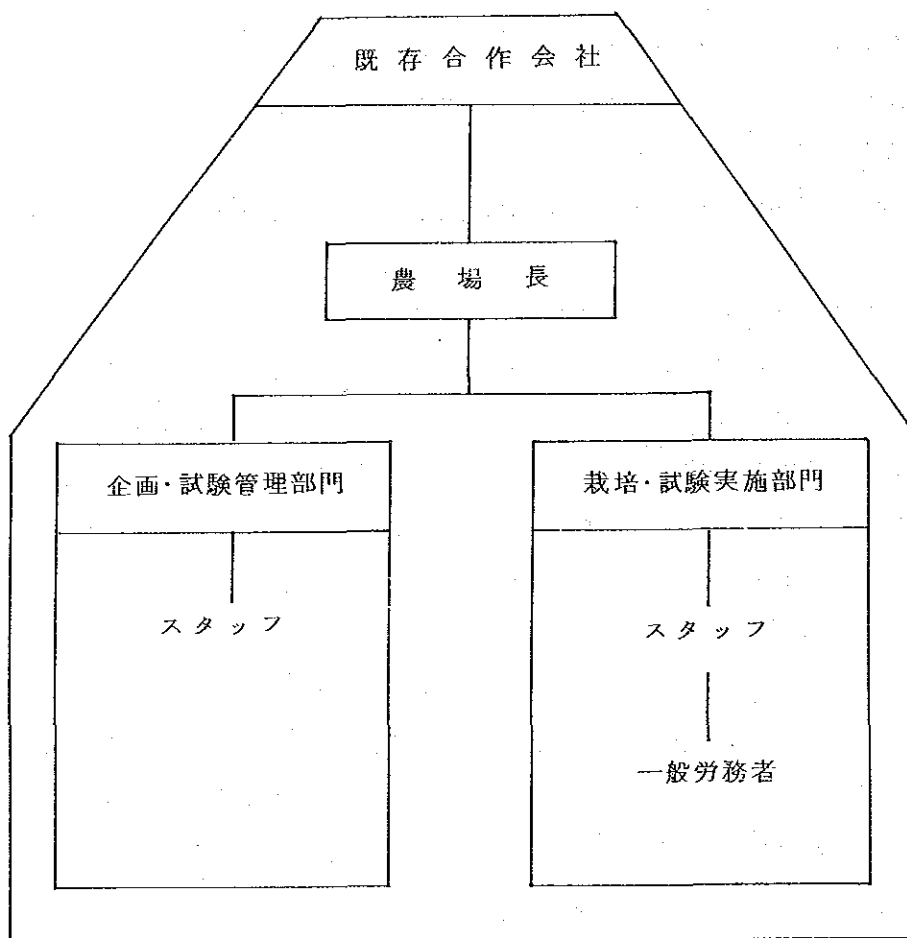 既存合作会社
農場長
企画・試験管理部門
栽培・試験実施部門
スタッフ
スタッフ
一般労務者